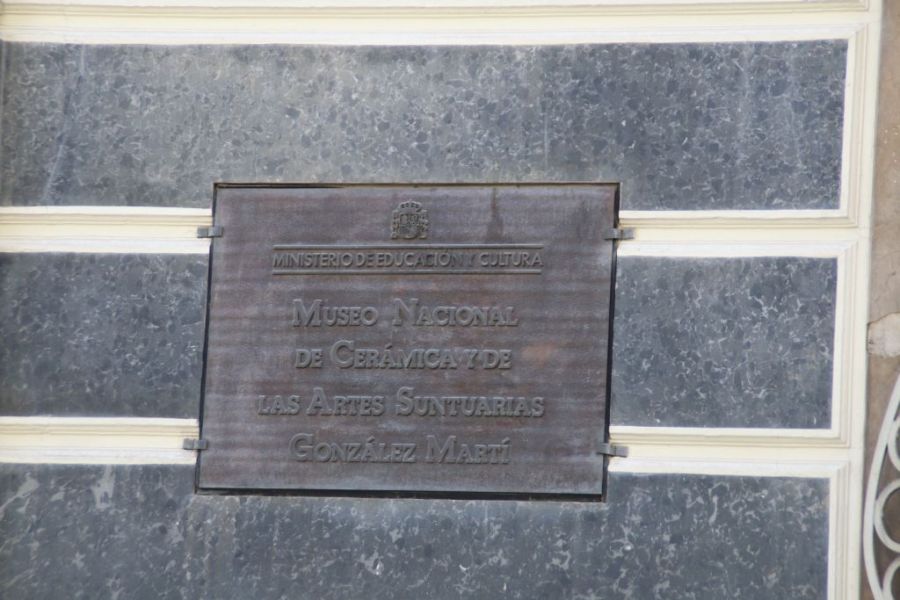 MINISTERIO DE EDUCACIÓN Y CULTURA
MUSEO NACIONAL
DE CERÁMICA Y DE
LAS ARTES SUNTUARIAS
GONZÁLEZ MARTÍ